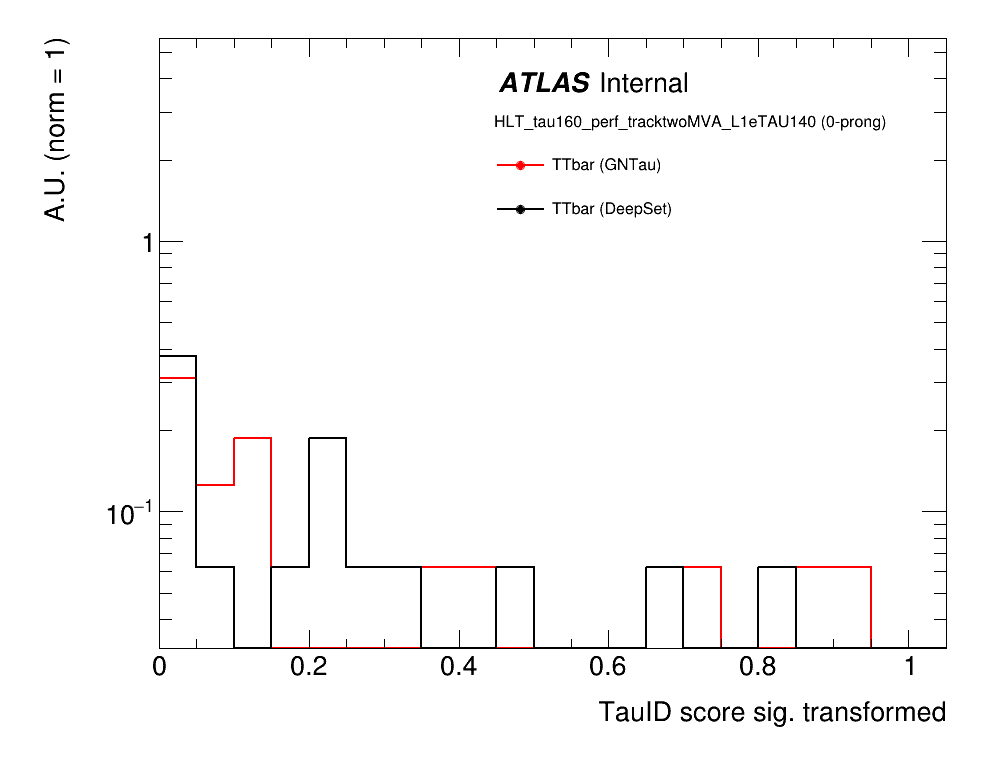 A.U. (norm = 1)
ATLAS Internal
HLT_tau160_perf_tracktwoMVA_L1eTAU140 (0-prong)
TTbar (GNTau)
TTbar (DeepSet)
1
10⁻¹
0 0.2 0.4 0.6 0.8 1
TauID score sig. transformed